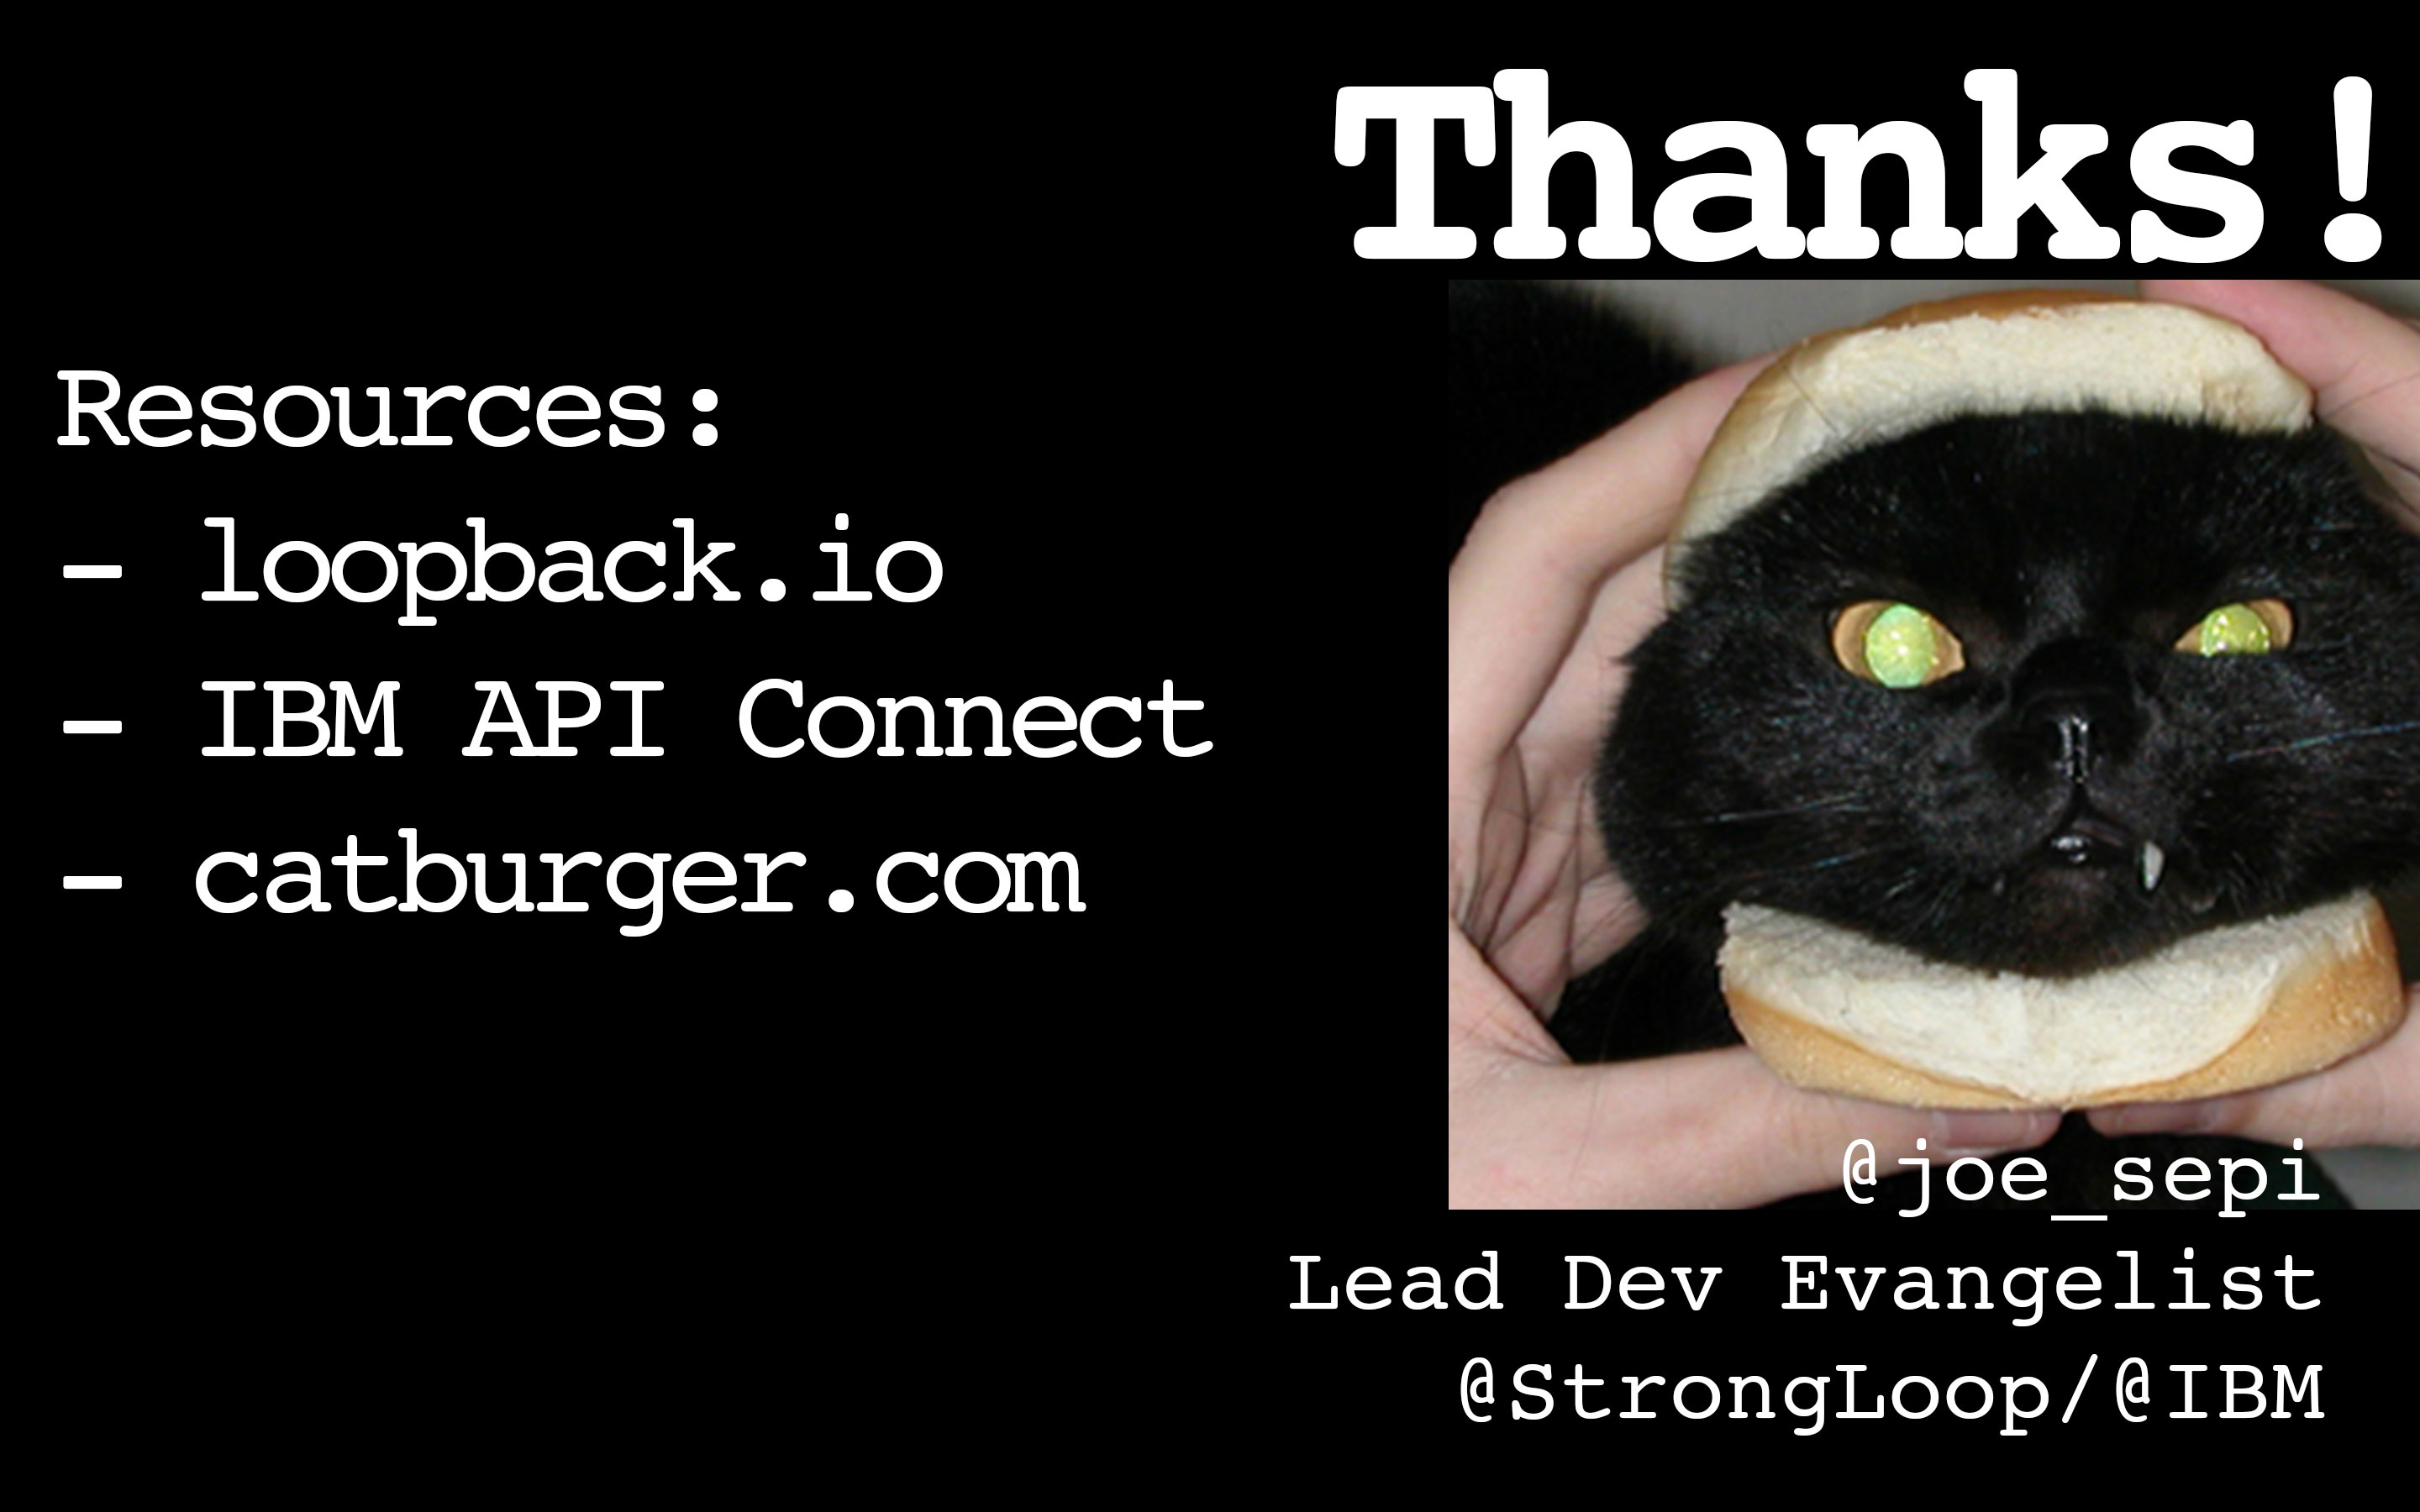 Thanks!
Resources:
- loopback.io
- IBM API Connect
- catburger.com
@joe_sepi
Lead Dev Evangelist
@StrongLoop/@IBM